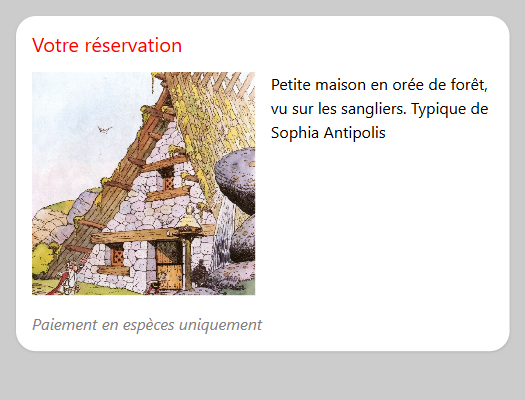 Votre réservation
Petite maison en orée de forêt,
vu sur les sangliers. Typique de
Sophia Antipolis
Paiement en espèces uniquement